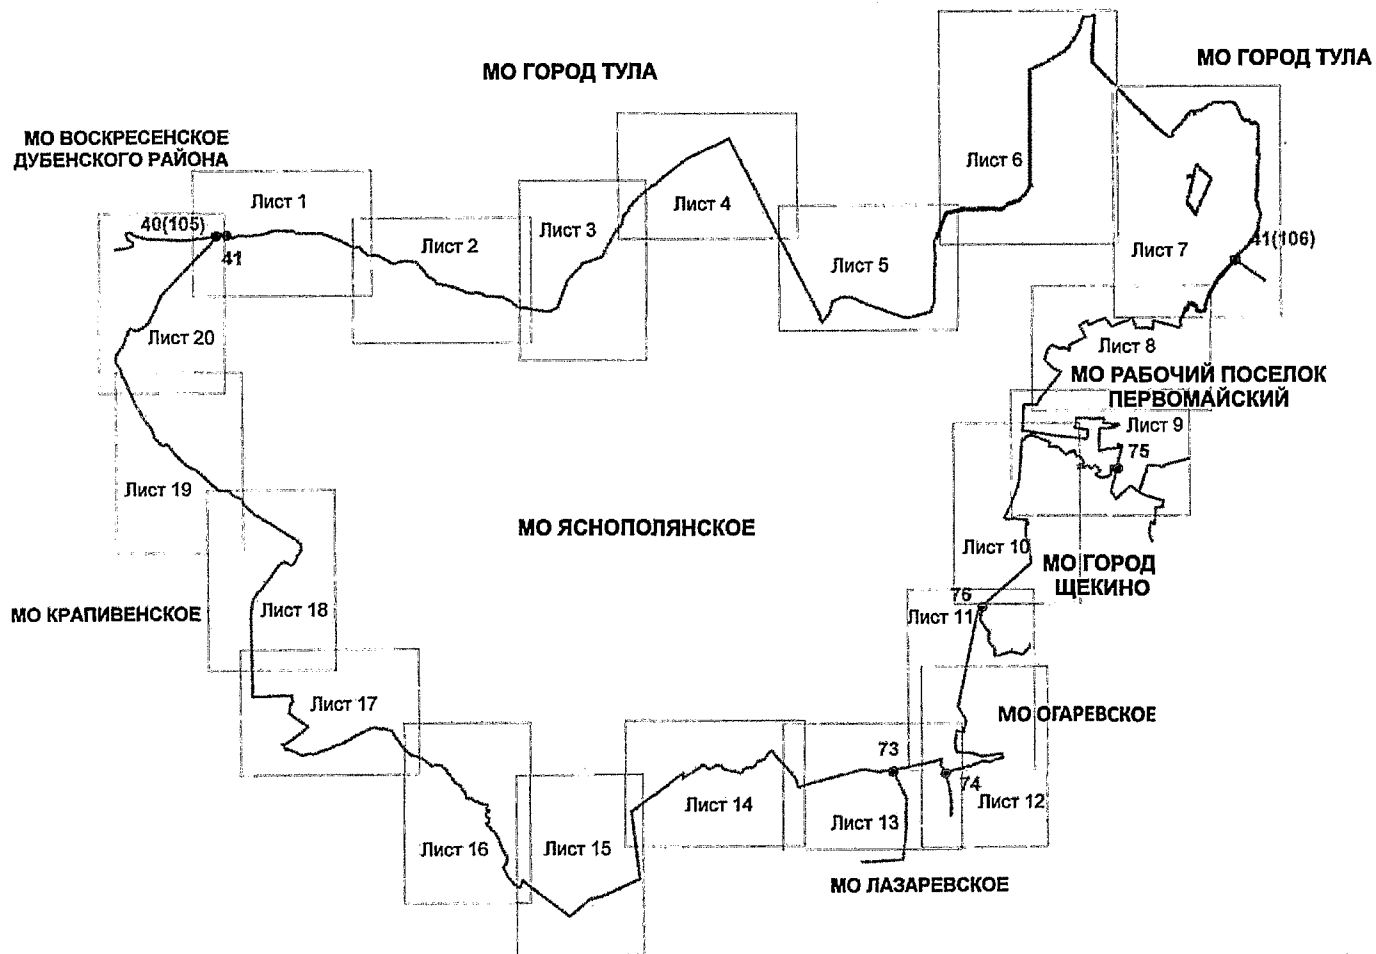 МО ГОРОД ТУЛА
МО ГОРОД ТУЛА
МО ВОСКРЕСЕНСКОЕ
ДУБЕНСКОГО РАЙОНА
Лист 6
Лист 1
Лист 4
40(105)
Лист 3
Лист 2
41
Лист 5
Лист 7
41(106)
Лист 20
Лист 8
МО РАБОЧИЙ ПОСЕЛОК
ПЕРВОМАЙСКИЙ
Лист 9
75
Лист 19
МО ЯСНОПОЛЯНСКОЕ
Лист 10
МО ГОРОД
ЩЕКИНО
76
МО КРАПИВЕНСКОЕ
Лист 18
Лист 11
Лист 17
МО ОГАРЕВСКОЕ
73
74
Лист 14
Лист 12
Лист 13
Лист 16
Лист 15
МО ЛАЗАРЕВСКОЕ